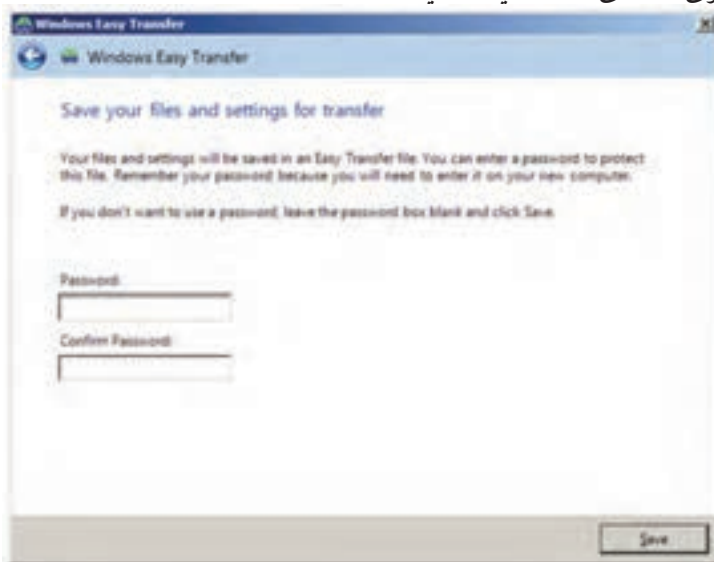 Windows Easy Transfer
Windows Easy Transfer
Save your files and settings for transfer
Your files and settings will be saved in an Easy Transfer file. You can enter a password to protect
this file. Remember your password because you will need to enter it on your new computer.
If you don't want to use a password, leave the password box blank and click Save.
Password:
Confirm Password:
Save